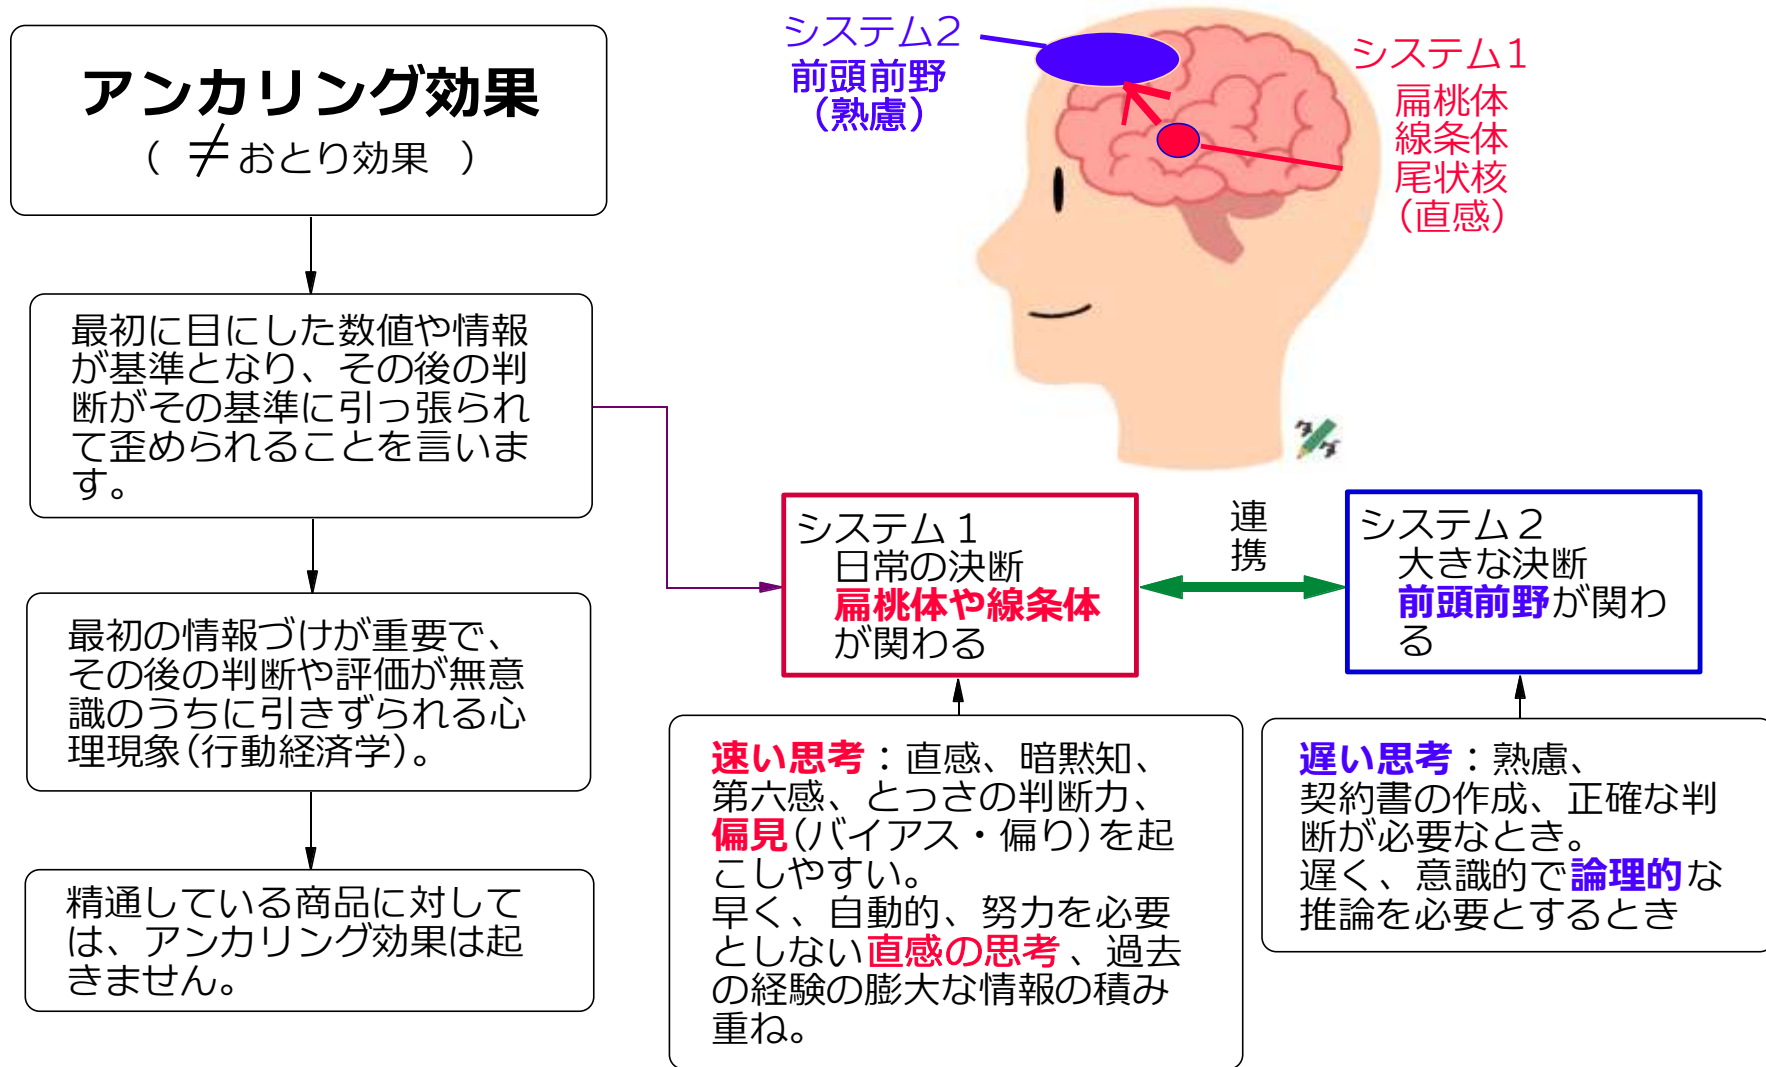 アンカリング効果
（ ≠おとり効果 ）
最初に目にした数値や情報
が基準となり、その後の判
断がその基準に引っ張られ
て歪められることを言いま
す。
最初の情報づけが重要で、
その後の判断や評価が無意
識のうちに引きずられる心
理現象(行動経済学)。
精通している商品に対して
は、アンカリング効果は起
きません。
システム2
前頭前野
(熟慮)
システム1
扁桃体
線条体
尾状核
(直感)
タダ
システム１
日常の決断
扁桃体や線条体
が関わる
連
携
システム２
大きな決断
前頭前野が関わ
る
速い思考：直感、暗黙知、
第六感、とっさの判断力、
偏見(バイアス・偏り)を起
こしやすい。
早く、自動的、努力を必要
としない直感の思考、過去
の経験の膨大な情報の積み
重ね。
遅い思考：熟慮、
契約書の作成、正確な判
断が必要なとき。
遅く、意識的で論理的な
推論を必要とするとき